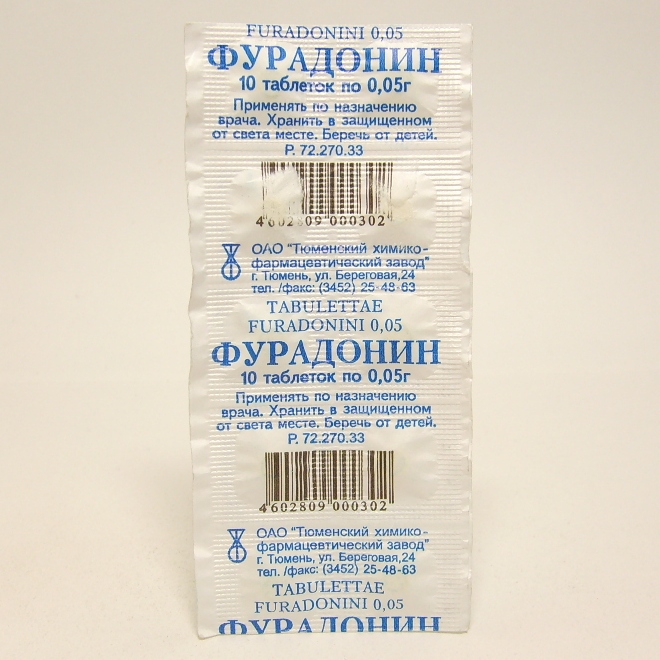 FURADONINI 0,05
ФУРАДОНИН
10 таблеток по 0,05г
Применять по назначению
врача. Хранить в защищенном
от света месте. Беречь от детей.
Р. 72.270.33
4602809 000302
ОАО "Тюменский химико-
фармацевтический завод"
г. Тюмень, ул. Береговая,24
тел. /факс: (3452) 25-48-63
TABULETTAE
FURADONINI 0,05
ФУРАДОНИН
10 таблеток по 0,05г
Применять по назначению
врача. Хранить в защищенном
от света месте. Беречь от детей.
Р. 72.270.33
4602809 000302
ОАО "Тюменский химико-
фармацевтический завод"
г. Тюмень, ул. Береговая,24
тел. /факс: (3452) 25-48-63
TABULETTAE
FURADONINI 0,05
ФУРАДОНИН